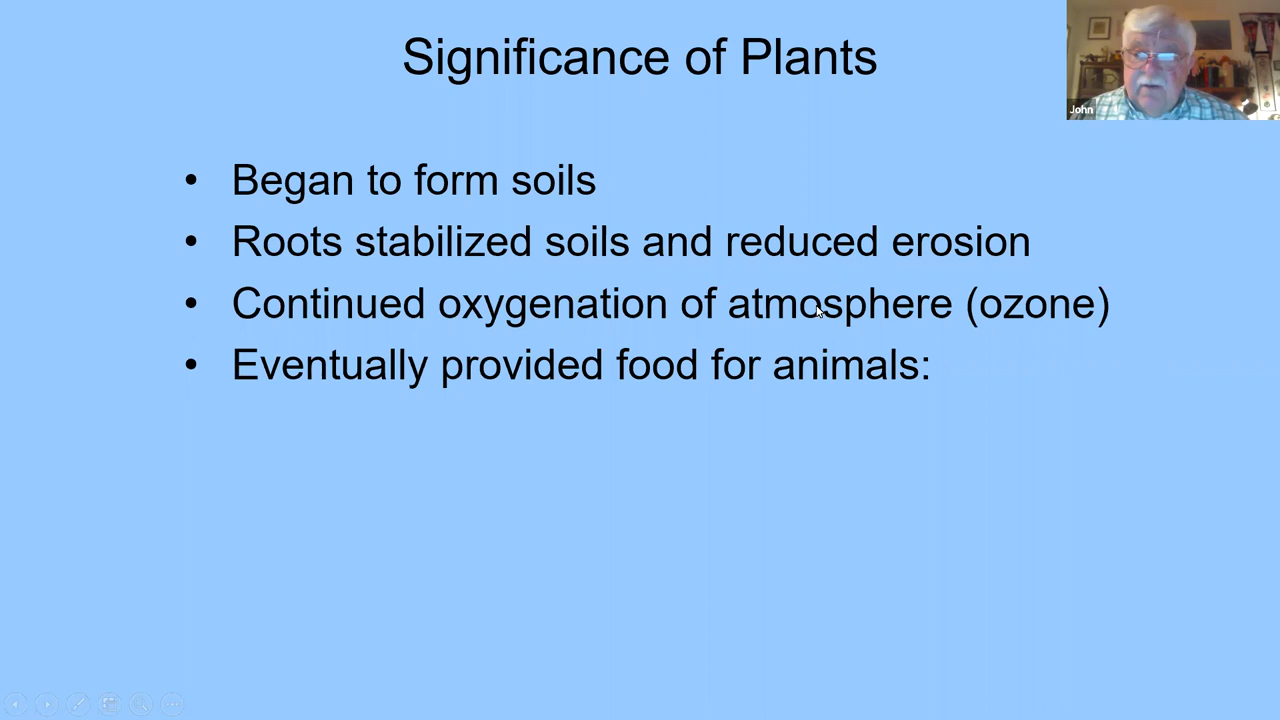 Significance of Plants
John
• Began to form soils
• Roots stabilized soils and reduced erosion
• Continued oxygenation of atmosphere (ozone)
• Eventually provided food for animals: